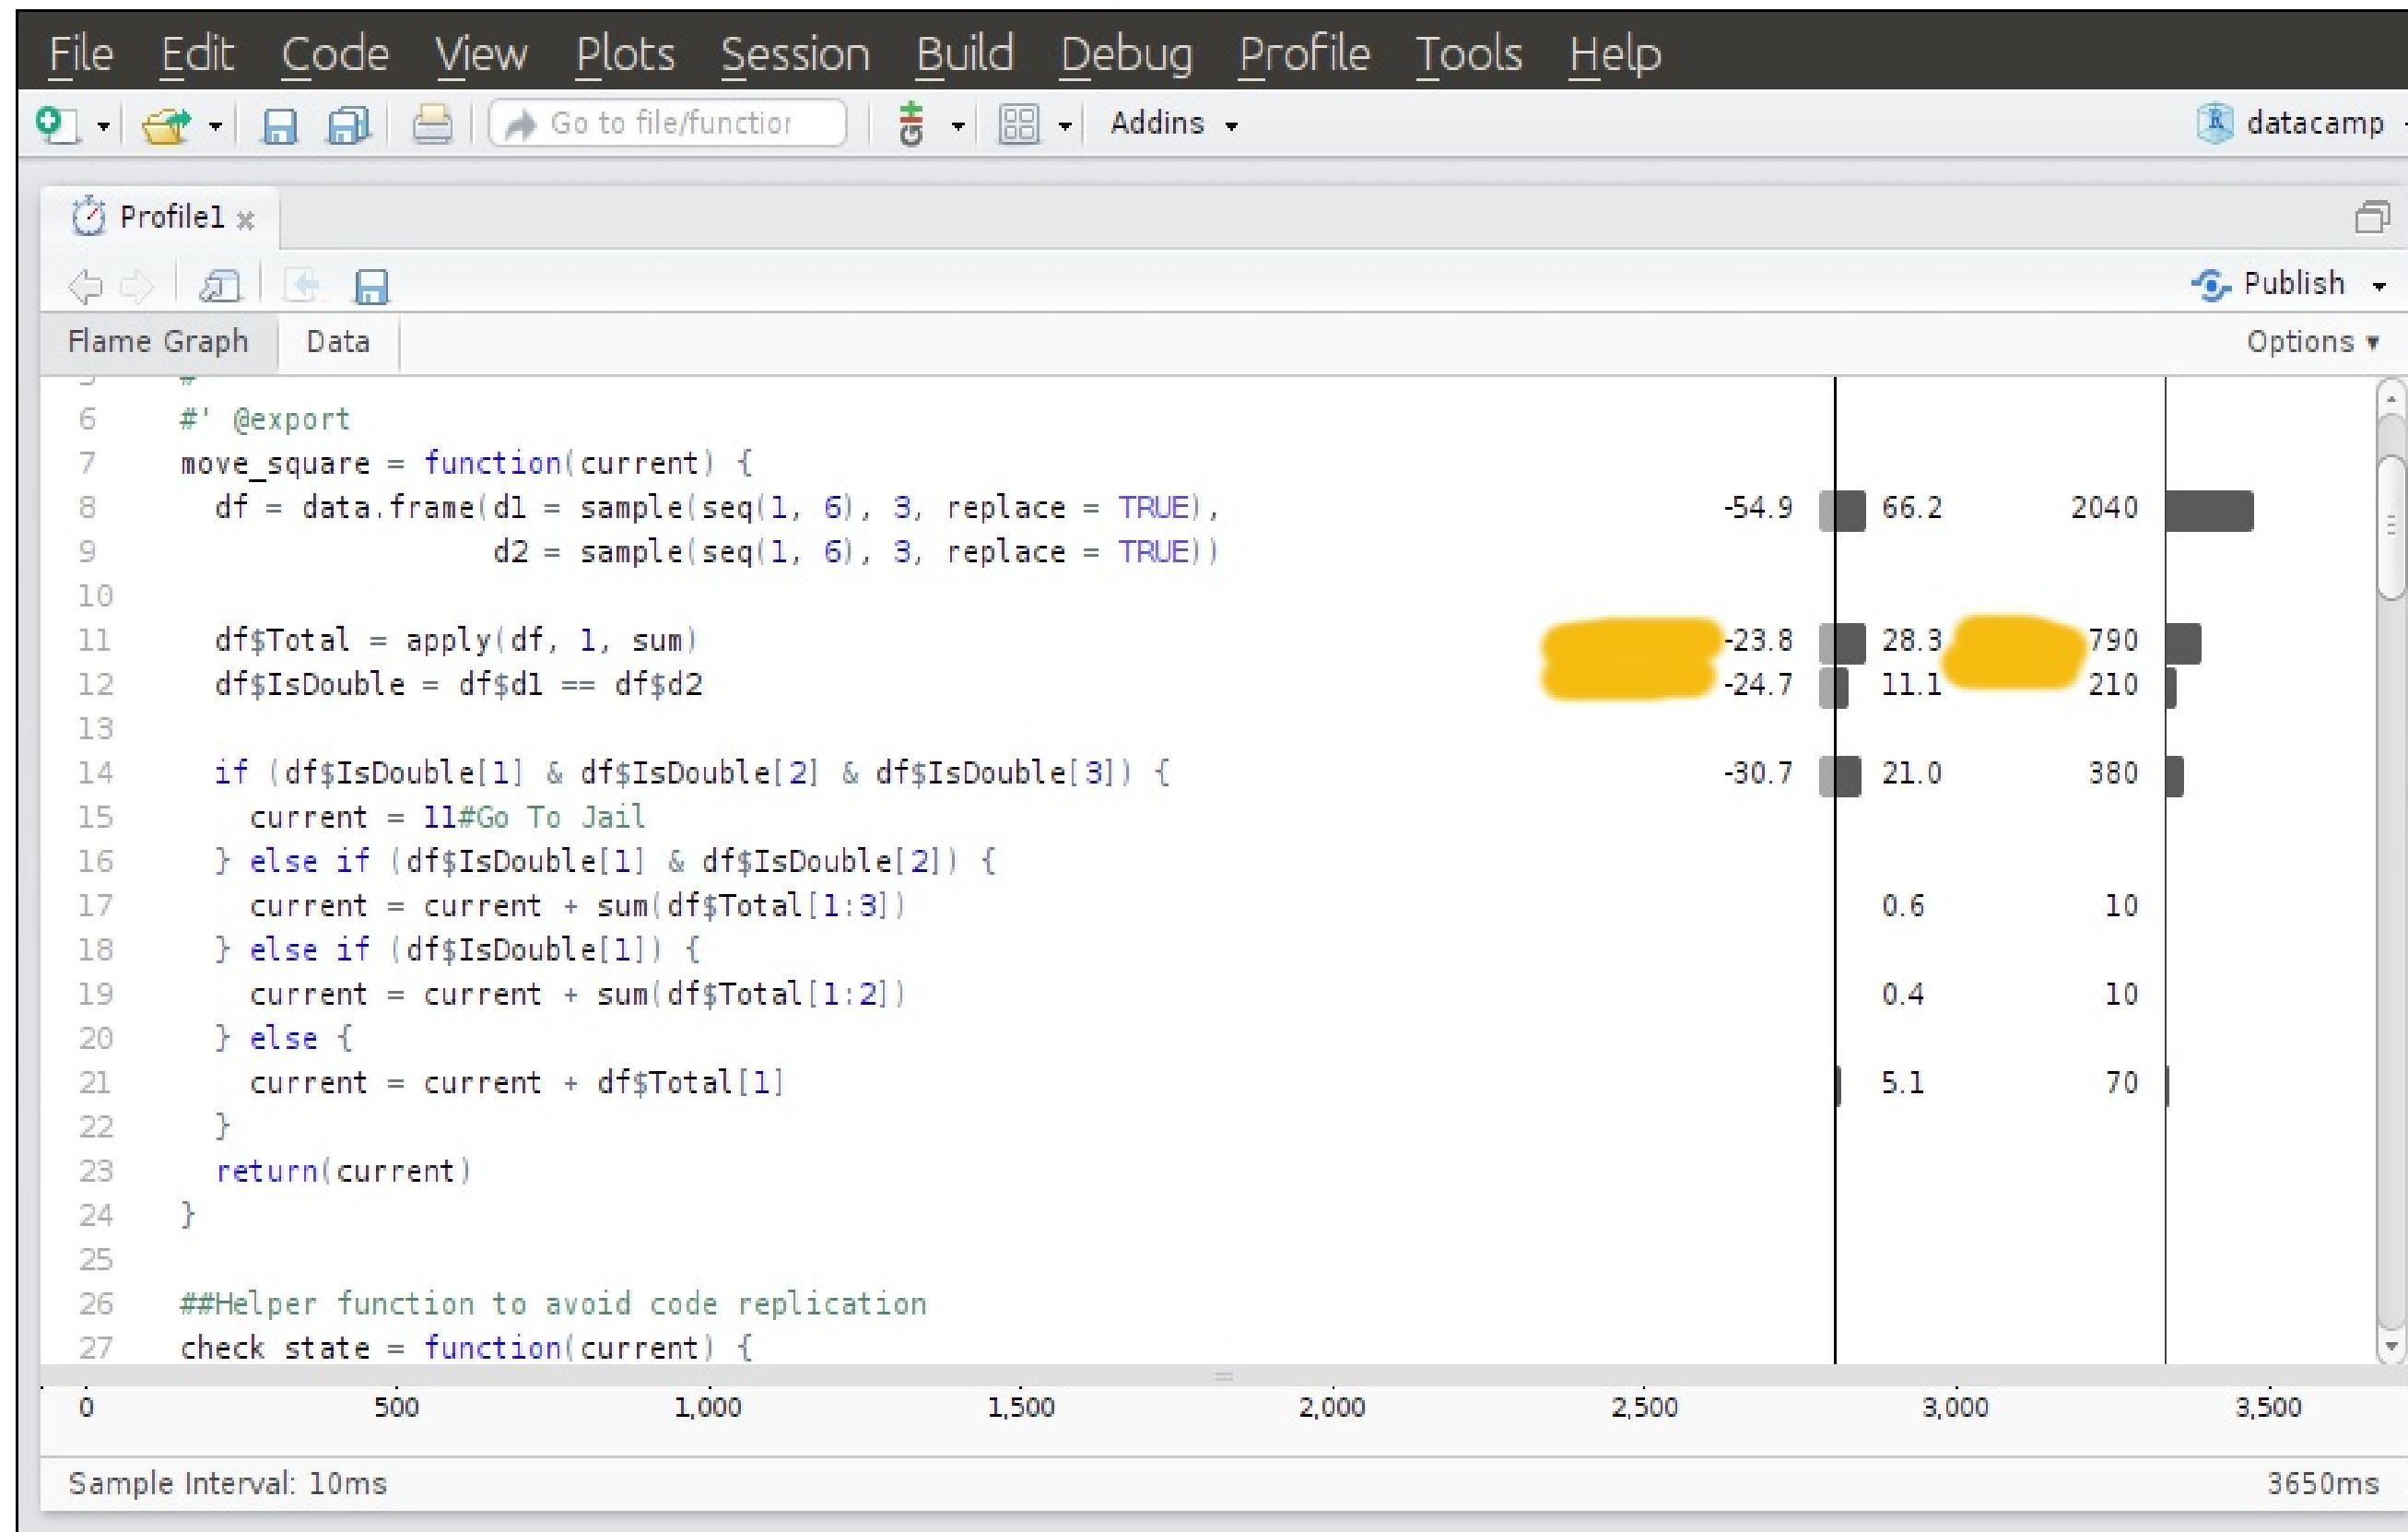 File Edit Code View Plots Session Build Debug Profile Tools Help
Go to file/function Addins datacamp
Profile1
Publish
Flame Graph Data Options
6 #' @export
7 move_square = function(current) {
8 df = data.frame(d1 = sample(seq(1, 6), 3, replace = TRUE), -54.9 66.2 2040
9 d2 = sample(seq(1, 6), 3, replace = TRUE))
10
11 df$Total = apply(df, 1, sum) -23.8 28.3 790
12 df$IsDouble = df$d1 == df$d2 -24.7 11.1 210
13
14 if (df$IsDouble[1] & df$IsDouble[2] & df$IsDouble[3]) { -30.7 21.0 380
15 current = 11#Go To Jail
16 } else if (df$IsDouble[1] & df$IsDouble[2]) {
17 current = current + sum(df$Total[1:3]) 0.6 10
18 } else if (df$IsDouble[1]) {
19 current = current + sum(df$Total[1:2]) 0.4 10
20 } else {
21 current = current + df$Total[1] 5.1 70
22 }
23 return(current)
24 }
25
26 ##Helper function to avoid code replication
27 check_state = function(current) {
0 500 1,000 1,500 2,000 2,500 3,000 3,500
Sample Interval: 10ms 3650ms